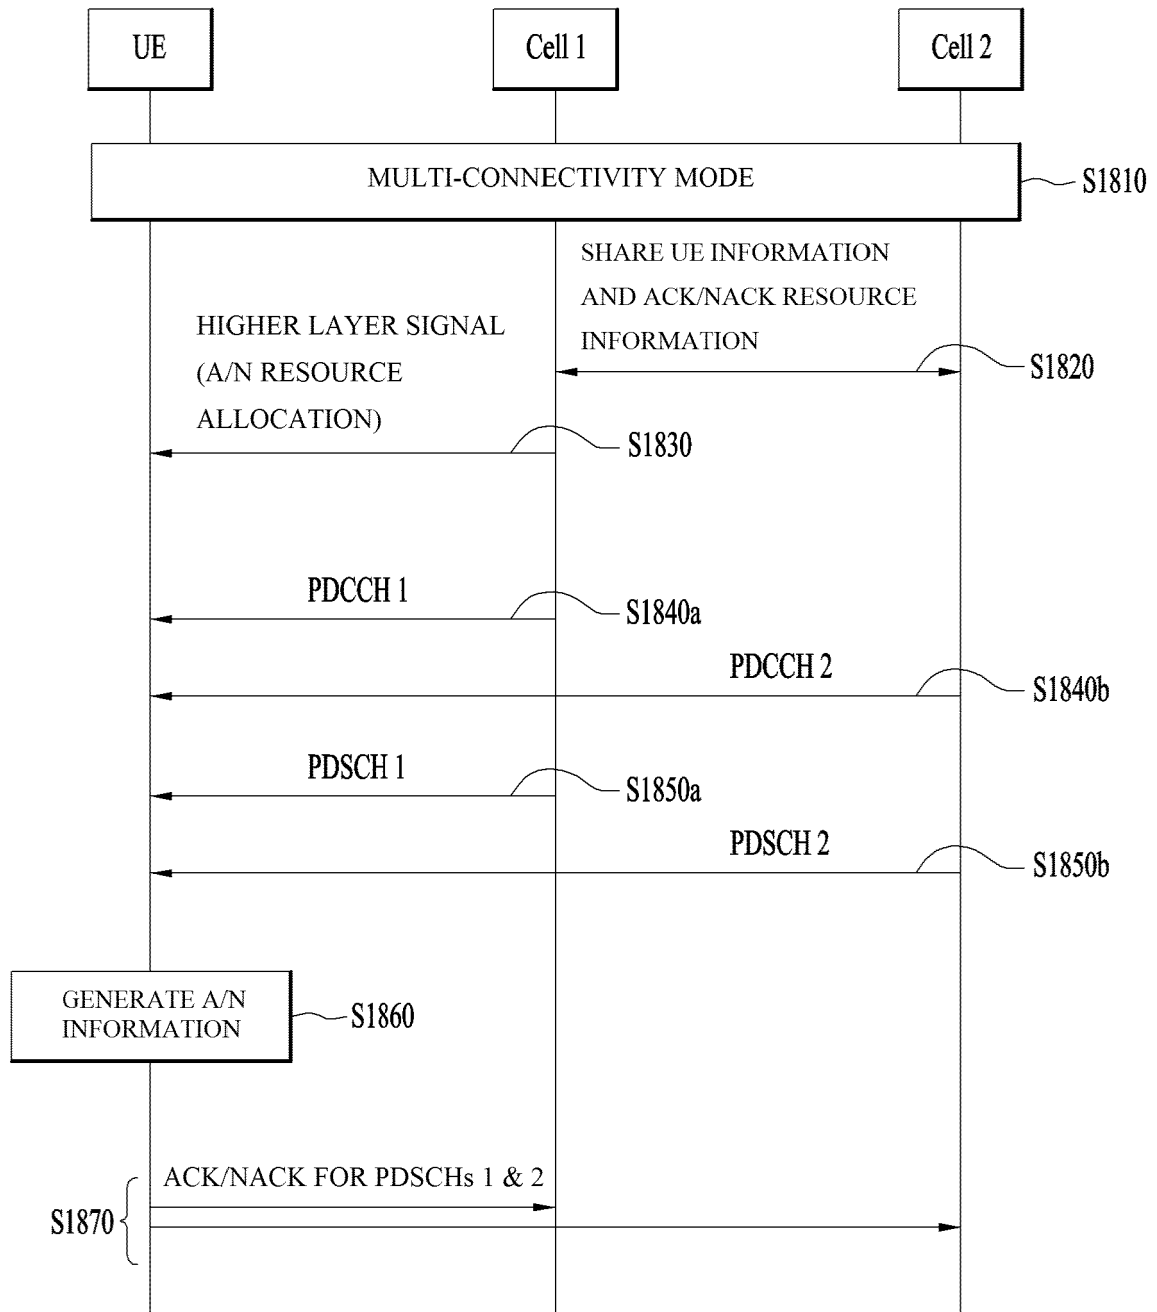 UE
Cell 1
Cell 2
MULTI-CONNECTIVITY MODE
S1810
SHARE UE INFORMATION
AND ACK/NACK RESOURCE
INFORMATION
S1820
HIGHER LAYER SIGNAL
(A/N RESOURCE
ALLOCATION)
S1830
PDCCH 1
S1840a
PDCCH 2
S1840b
PDSCH 1
S1850a
PDSCH 2
S1850b
GENERATE A/N
INFORMATION
S1860
ACK/NACK FOR PDSCHs 1 & 2
S1870